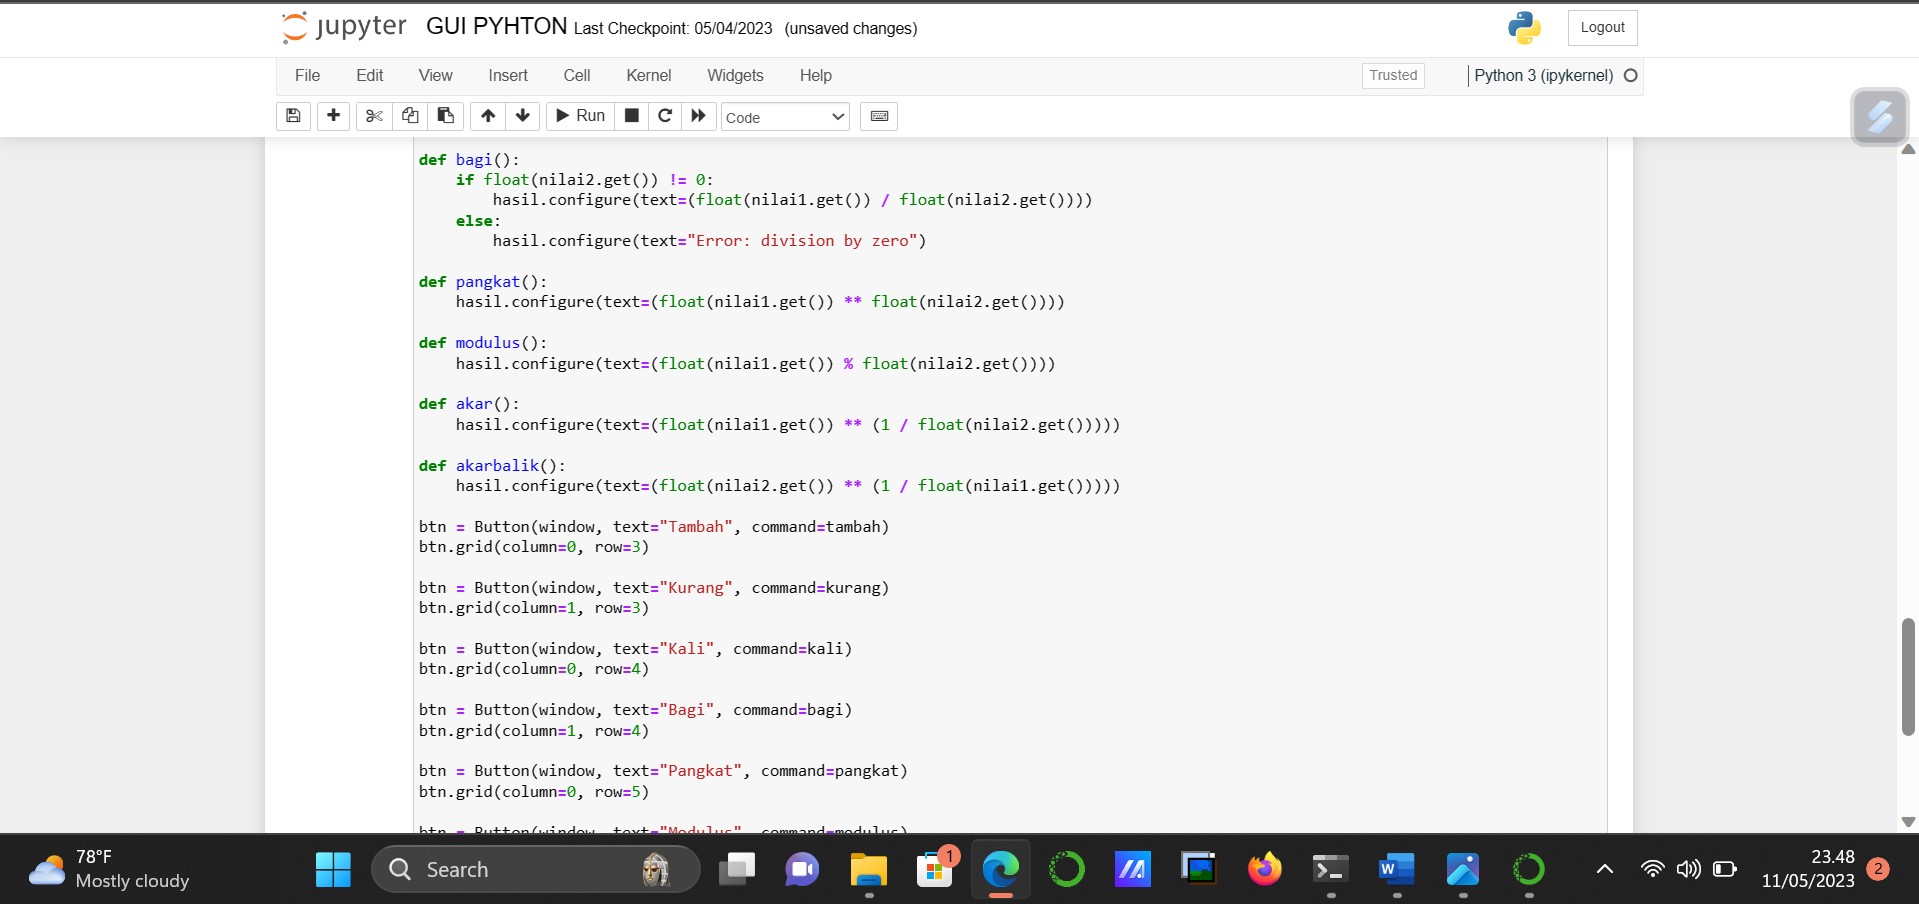 jupyter GUI PYHTON Last Checkpoint: 05/04/2023 (unsaved changes) Logout
File Edit View Insert Cell Kernel Widgets Help Trusted Python 3 (ipykernel)
Run Code
def bagi():
    if float(nilai2.get()) != 0:
        hasil.configure(text=(float(nilai1.get()) / float(nilai2.get())))
    else:
        hasil.configure(text="Error: division by zero")
def pangkat():
    hasil.configure(text=(float(nilai1.get()) ** float(nilai2.get())))
def modulus():
    hasil.configure(text=(float(nilai1.get()) % float(nilai2.get())))
def akar():
    hasil.configure(text=(float(nilai1.get()) ** (1 / float(nilai2.get()))))
def akarbalik():
    hasil.configure(text=(float(nilai2.get()) ** (1 / float(nilai1.get()))))
btn = Button(window, text="Tambah", command=tambah)
btn.grid(column=0, row=3)
btn = Button(window, text="Kurang", command=kurang)
btn.grid(column=1, row=3)
btn = Button(window, text="Kali", command=kali)
btn.grid(column=0, row=4)
btn = Button(window, text="Bagi", command=bagi)
btn.grid(column=1, row=4)
btn = Button(window, text="Pangkat", command=pangkat)
btn.grid(column=0, row=5)
btn = Button(window, text="Modulus", command=modulus)
78°F
Mostly cloudy
Search
1
W
23.48
11/05/2023
2